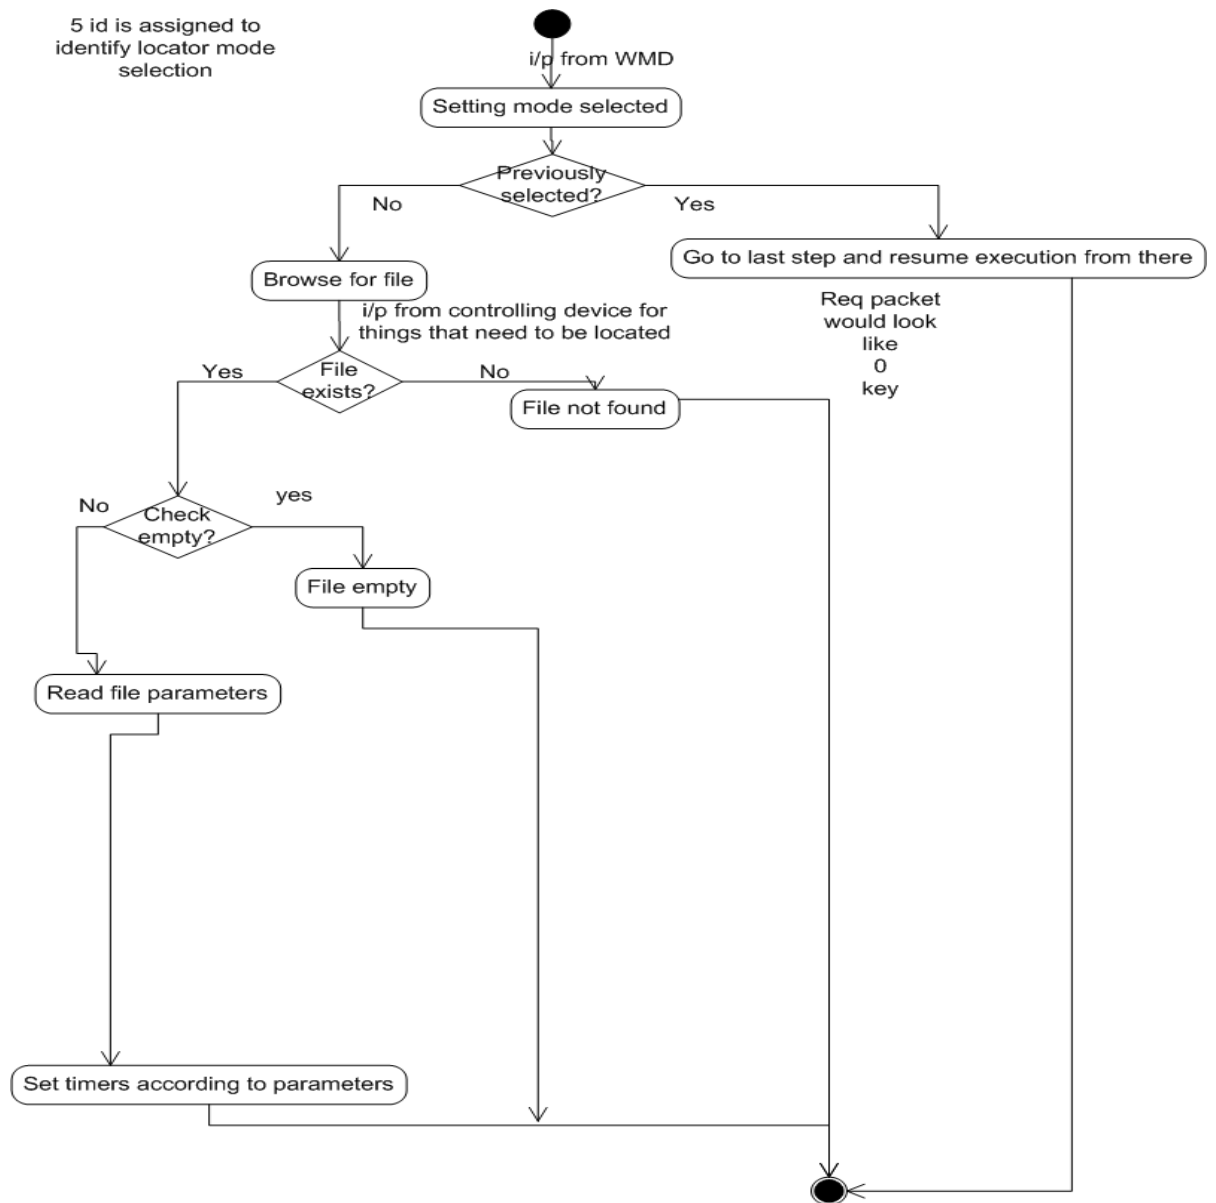 5 id is assigned to
identify locator mode
selection
i/p from WMD
Setting mode selected
Previously
selected?
No
Yes
Browse for file
Go to last step and resume execution from there
i/p from controlling device for
things that need to be located
Req packet
would look
like
0
key
Yes
File
exists?
No
File not found
No
Check
empty?
yes
File empty
Read file parameters
Set timers according to parameters